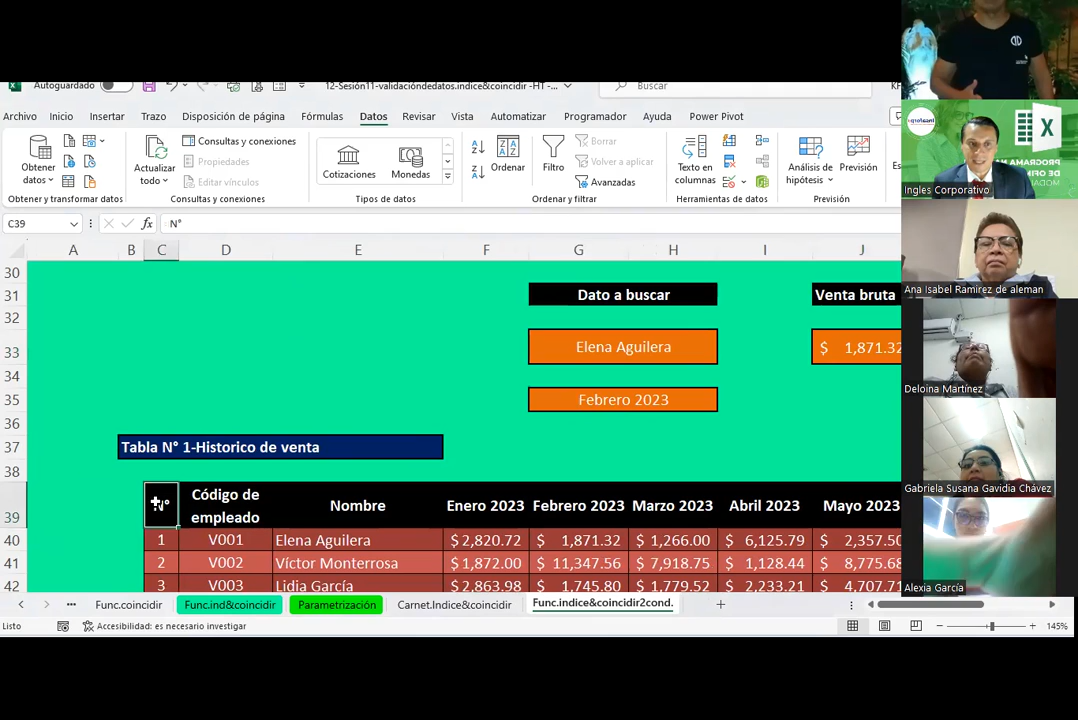 Autoguardado
12-Sesión11-validacióndedatos.indice&coincidir -HT -...
Buscar
Archivo Inicio Insertar Trazo Disposición de página Fórmulas Datos Revisar Vista Automatizar Programador Ayuda Power Pivot
Obtener datos
Actualizar todo
Consultas y conexiones
Propiedades
Editar vínculos
Cotizaciones
Monedas
Ordenar
Filtro
Borrar
Volver a aplicar
Avanzadas
Texto en columnas
Análisis de hipótesis
Previsión
Obtener y transformar datos
Consultas y conexiones
Tipos de datos
Ordenar y filtrar
Herramientas de datos
Previsión
C39
fx
N°
A B C D E F G H I J
30
31 Dato a buscar Venta bruta
32
33 Elena Aguilera $ 1,871.32
34
35 Febrero 2023
36
37 Tabla N° 1-Historico de venta
38
39 N° Código de empleado Nombre Enero 2023 Febrero 2023 Marzo 2023 Abril 2023 Mayo 2023
40 1 V001 Elena Aguilera $ 2,820.72 $ 1,871.32 $ 1,266.00 $ 6,125.79 $ 2,357.50
41 2 V002 Víctor Monterrosa $ 1,872.00 $ 11,347.56 $ 7,918.75 $ 1,128.44 $ 8,775.68
42 3 V003 Lidia García $ 2,863.98 $ 1,745.80 $ 1,779.52 $ 2,233.21 $ 4,707.71
Func.coincidir Func.ind&coincidir Parametrización Carnet.Indice&coincidir Func.indice&coincidir2cond.
Listo
Accesibilidad: es necesario investigar
145%
Ingles Corporativo
Ana Isabel Ramirez de aleman
Deloina Martínez
Gabriela Susana Gavidia Chávez
Alexia García